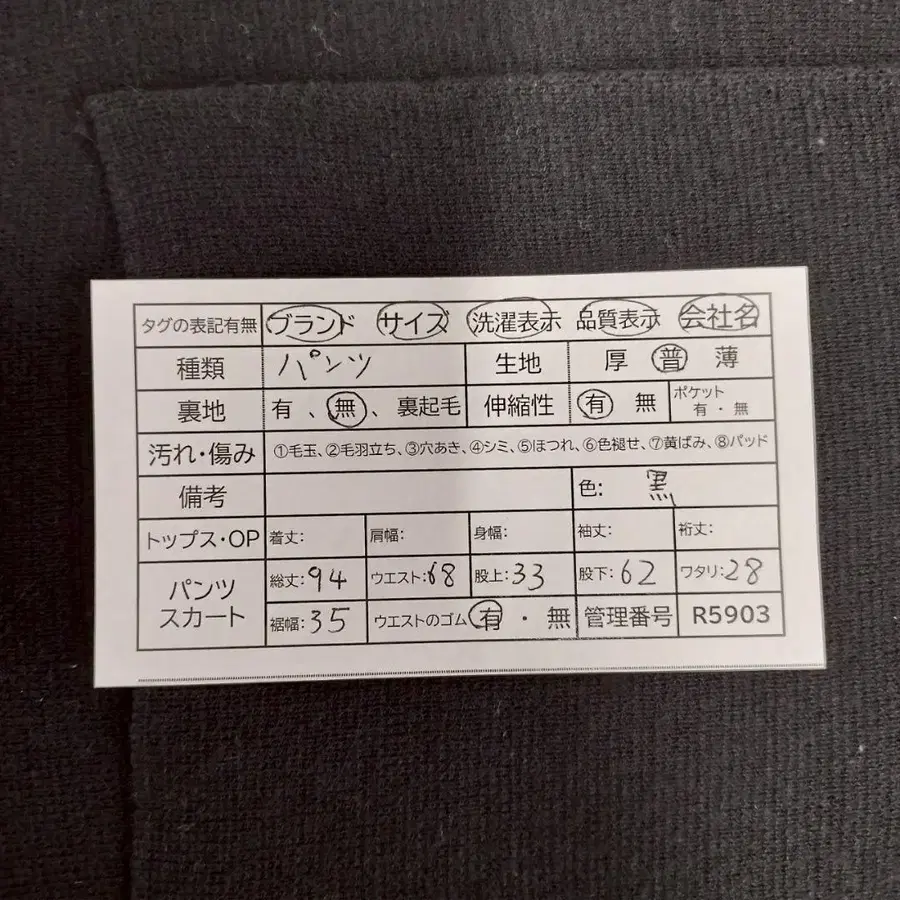 タグの表記有無 ブランド サイズ 洗濯表示 品質表示 会社名
種類 パンツ 生地 厚 普 薄
裏地 有 、 無 、 裏起毛 伸縮性 有 無 ポケット 有 ・ 無
汚れ・傷み ①毛玉、②毛羽立ち、③穴あき、④シミ、⑤ほつれ、⑥色褪せ、⑦黄ばみ、⑧パッド
備考 色: 黒
トップス・OP 着丈: 肩幅: 身幅: 袖丈: 裄丈:
パンツ スカート 総丈:94 ウエスト:68 股上:33 股下:62 ワタリ:28
裾幅:35 ウエストのゴム 有 ・ 無 管理番号 R5903